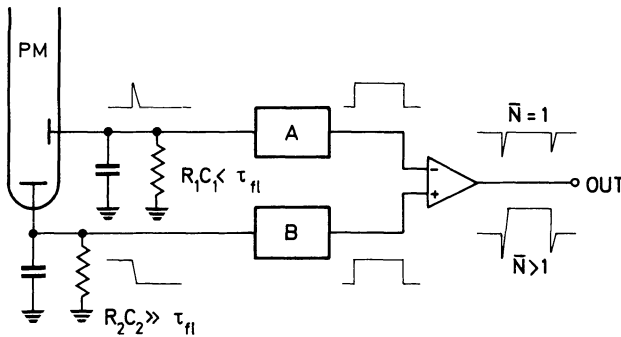 PM
A
N̄ = 1
R₁C₁ < τfl
−
+
OUT
B
N̄ > 1
R₂C₂ >> τfl